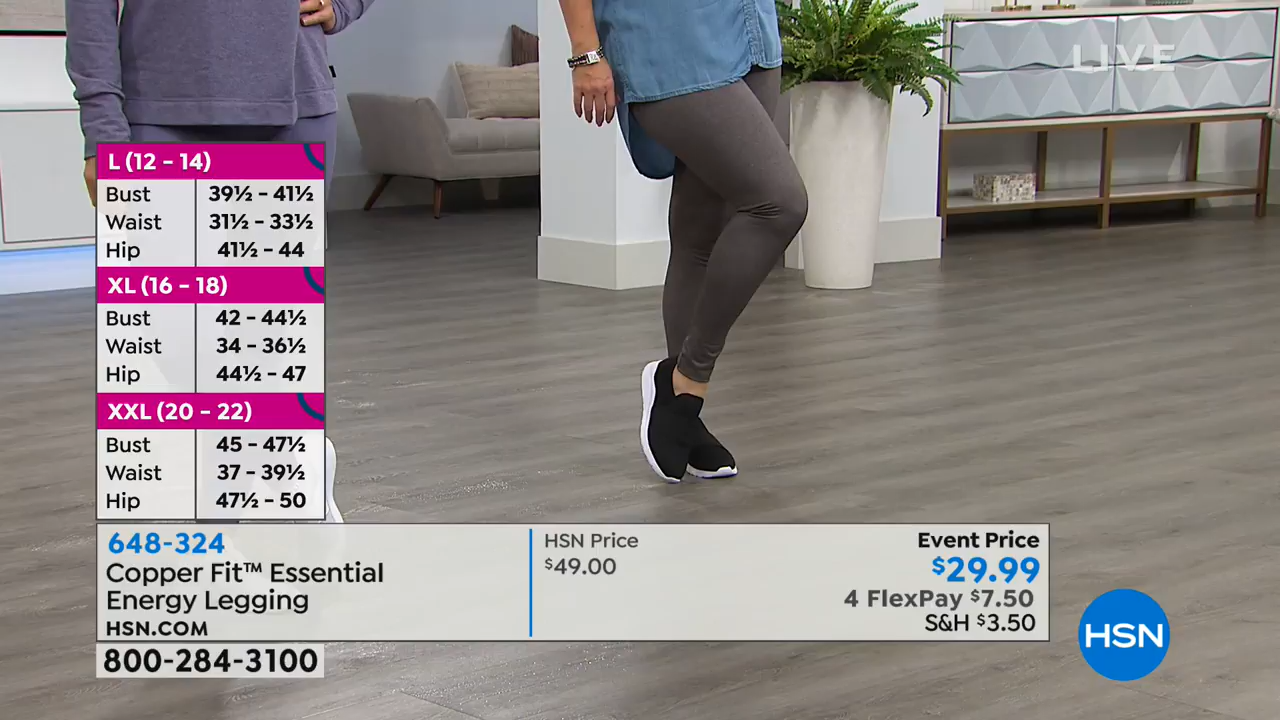 LIVE
L (12 – 14)
Bust 39½ – 41½
Waist 31½ – 33½
Hip 41½ – 44
XL (16 – 18)
Bust 42 – 44½
Waist 34 – 36½
Hip 44½ – 47
XXL (20 – 22)
Bust 45 – 47½
Waist 37 – 39½
Hip 47½ – 50
648-324
Copper Fit™ Essential
Energy Legging
HSN.COM
HSN Price
$49.00
Event Price
$29.99
4 FlexPay $7.50
S&H $3.50
800-284-3100
HSN